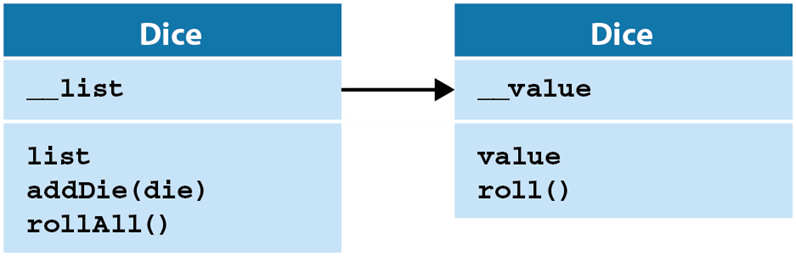 Dice
__list
list
addDie(die)
rollAll()
Dice
__value
value
roll()